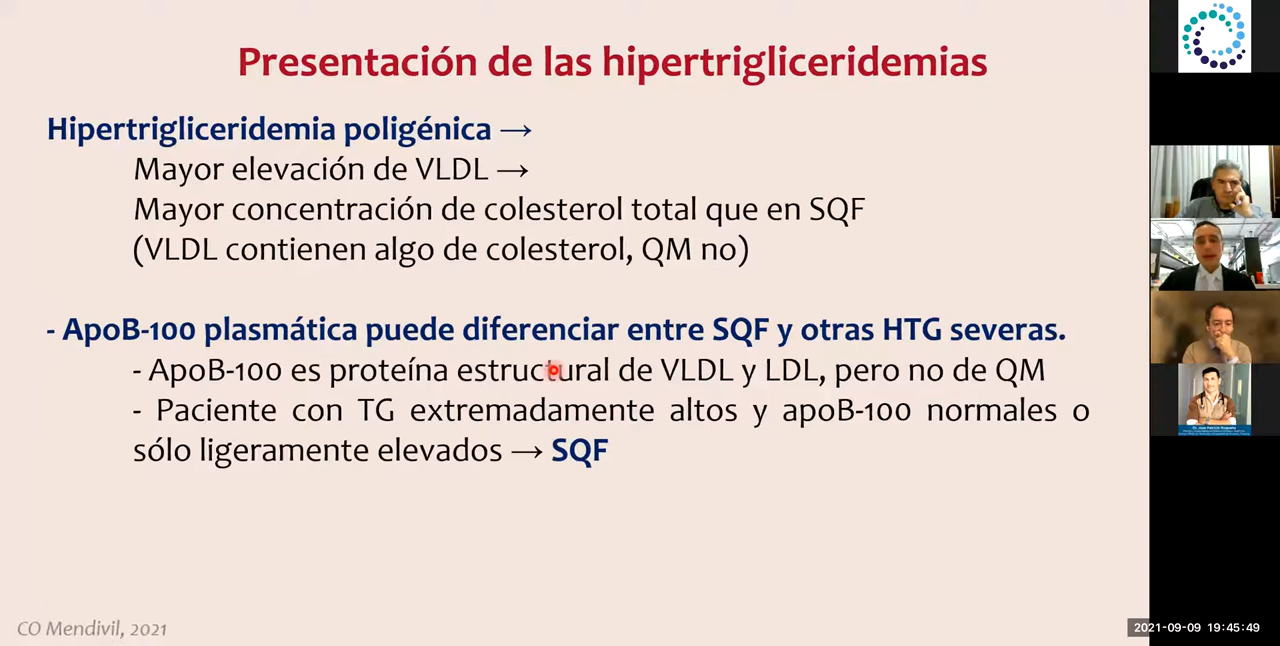 Presentación de las hipertrigliceridemias
Hipertrigliceridemia poligénica →
Mayor elevación de VLDL →
Mayor concentración de colesterol total que en SQF
(VLDL contienen algo de colesterol, QM no)
- ApoB-100 plasmática puede diferenciar entre SQF y otras HTG severas.
- ApoB-100 es proteína estructural de VLDL y LDL, pero no de QM
- Paciente con TG extremadamente altos y apoB-100 normales o
sólo ligeramente elevados → SQF
CO Mendivil, 2021
2021-09-09 19:45:49